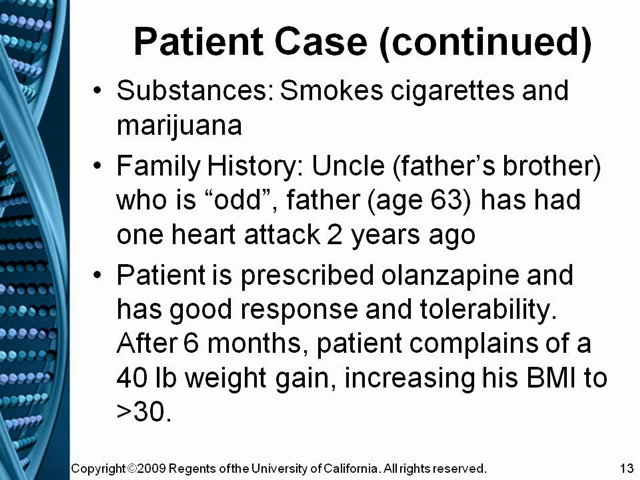 Patient Case (continued)
• Substances: Smokes cigarettes and
marijuana
• Family History: Uncle (father's brother)
who is “odd”, father (age 63) has had
one heart attack 2 years ago
• Patient is prescribed olanzapine and
has good response and tolerability.
After 6 months, patient complains of a
40 lb weight gain, increasing his BMI to
>30.
Copyright ©2009 Regents of the University of California. All rights reserved.
13